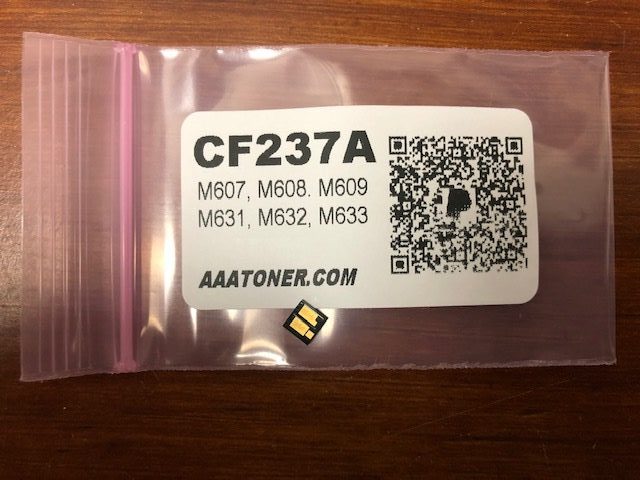 CF237A
M607, M608. M609
M631, M632, M633
AAATONER.COM